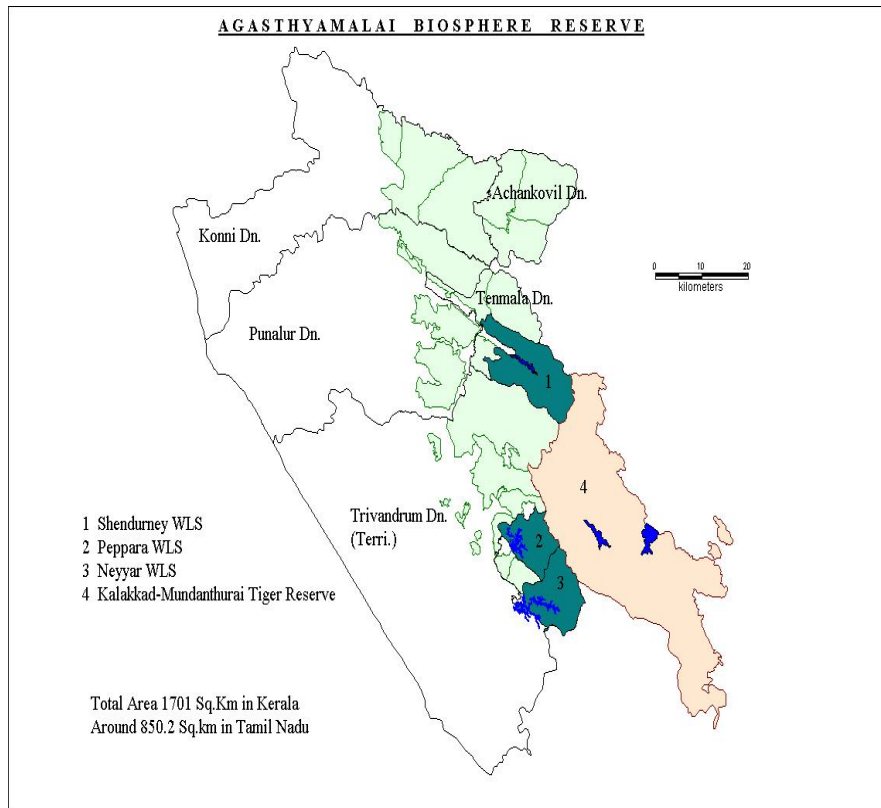 AGASTHYAMALAI BIOSPHERE RESERVE
Achankovil Dn.
Konni Dn.
0 10 20
kilometers
Tenmala Dn.
Punalur Dn.
1
4
Trivandrum Dn.
(Terri.)
2
3
1 Shendurney WLS
2 Peppara WLS
3 Neyyar WLS
4 Kalakkad-Mundanthurai Tiger Reserve
Total Area 1701 Sq.Km in Kerala
Around 850.2 Sq.km in Tamil Nadu